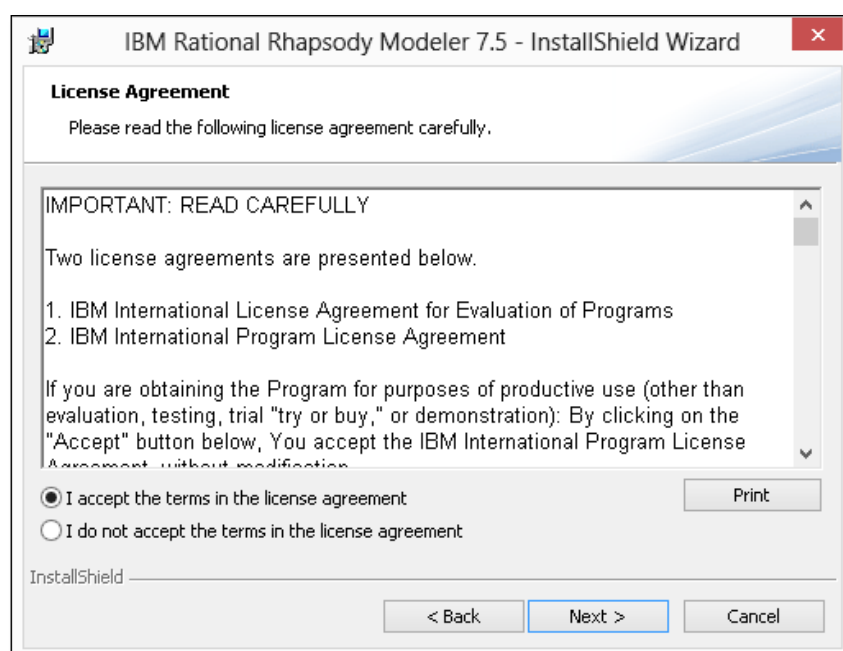 IBM Rational Rhapsody Modeler 7.5 - InstallShield Wizard
License Agreement
Please read the following license agreement carefully.
IMPORTANT: READ CAREFULLY
Two license agreements are presented below.
1. IBM International License Agreement for Evaluation of Programs
2. IBM International Program License Agreement
If you are obtaining the Program for purposes of productive use (other than
evaluation, testing, trial "try or buy," or demonstration): By clicking on the
"Accept" button below, You accept the IBM International Program License
Agreement, without modification
I accept the terms in the license agreement
Print
I do not accept the terms in the license agreement
InstallShield
< Back
Next >
Cancel